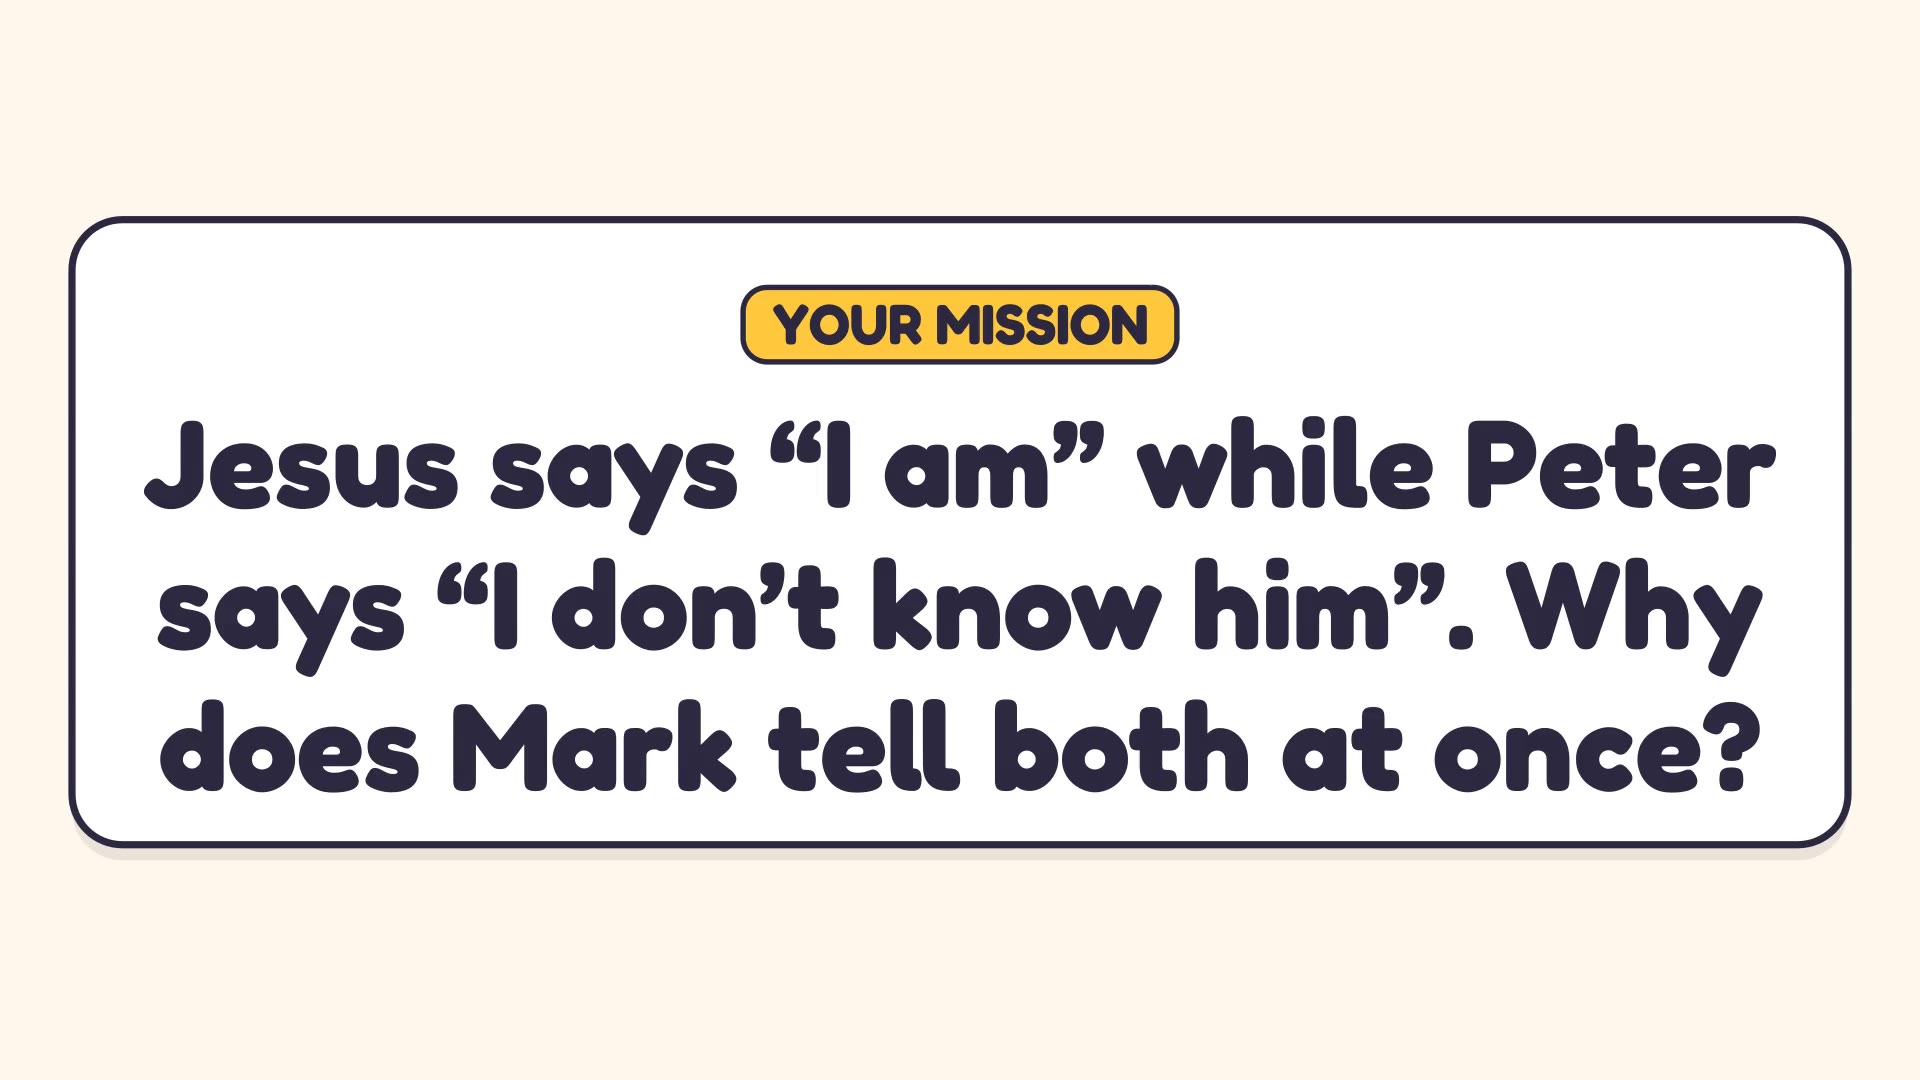 YOUR MISSION
Jesus says “I am” while Peter
says “I don’t know him”. Why
does Mark tell both at once?